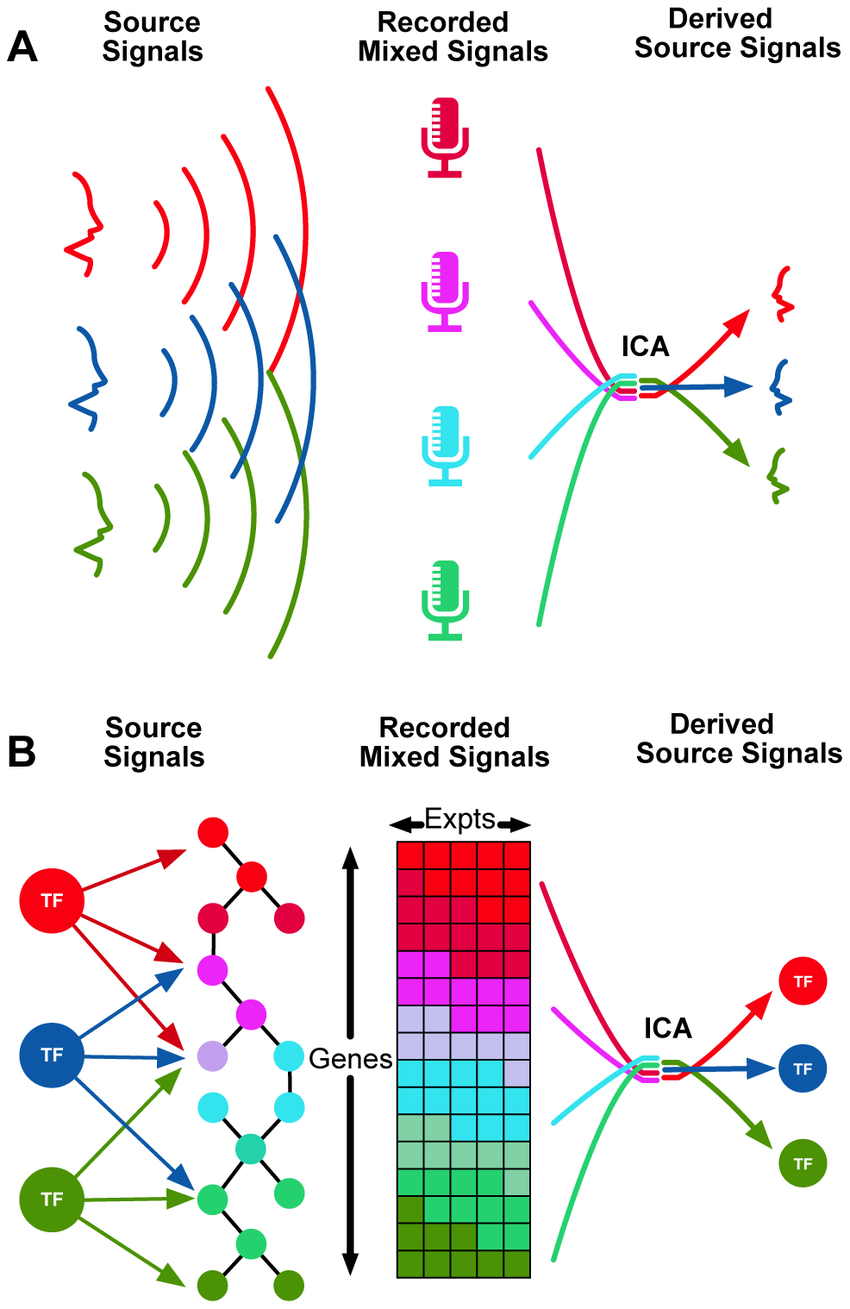 A
Source
Signals
Recorded
Mixed Signals
Derived
Source Signals
ICA
B
Source
Signals
Recorded
Mixed Signals
Derived
Source Signals
Expts
TF
TF
TF
Genes
ICA
TF
TF
TF